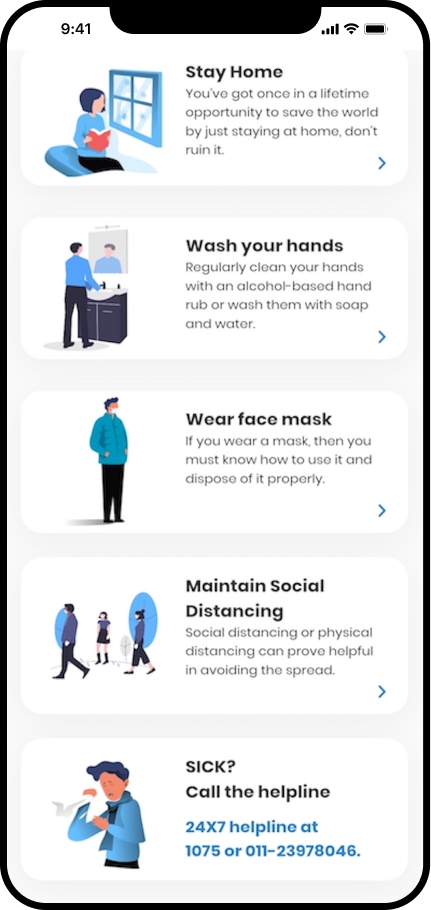 9:41
Stay Home
You've got once in a lifetime
opportunity to save the world
by just staying at home, don't
ruin it.
Wash your hands
Regularly clean your hands
with an alcohol-based hand
rub or wash them with soap
and water.
Wear face mask
If you wear a mask, then you
must know how to use it and
dispose of it properly.
Maintain Social
Distancing
Social distancing or physical
distancing can prove helpful
in avoiding the spread.
SICK?
Call the helpline
24X7 helpline at
1075 or 011-23978046.